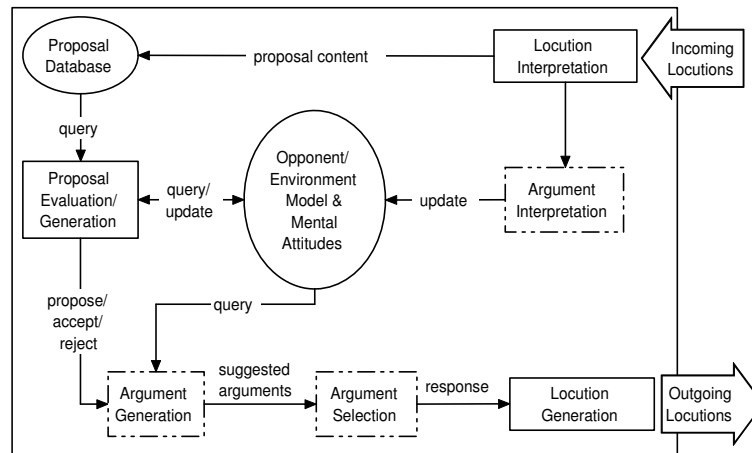 Proposal
Database
proposal content
Locution
Interpretation
Incoming
Locutions
query
Proposal
Evaluation/
Generation
query/
update
Opponent/
Environment
Model &
Mental
Attitudes
update
Argument
Interpretation
propose/
accept/
reject
query
Argument
Generation
suggested
arguments
Argument
Selection
response
Locution
Generation
Outgoing
Locutions